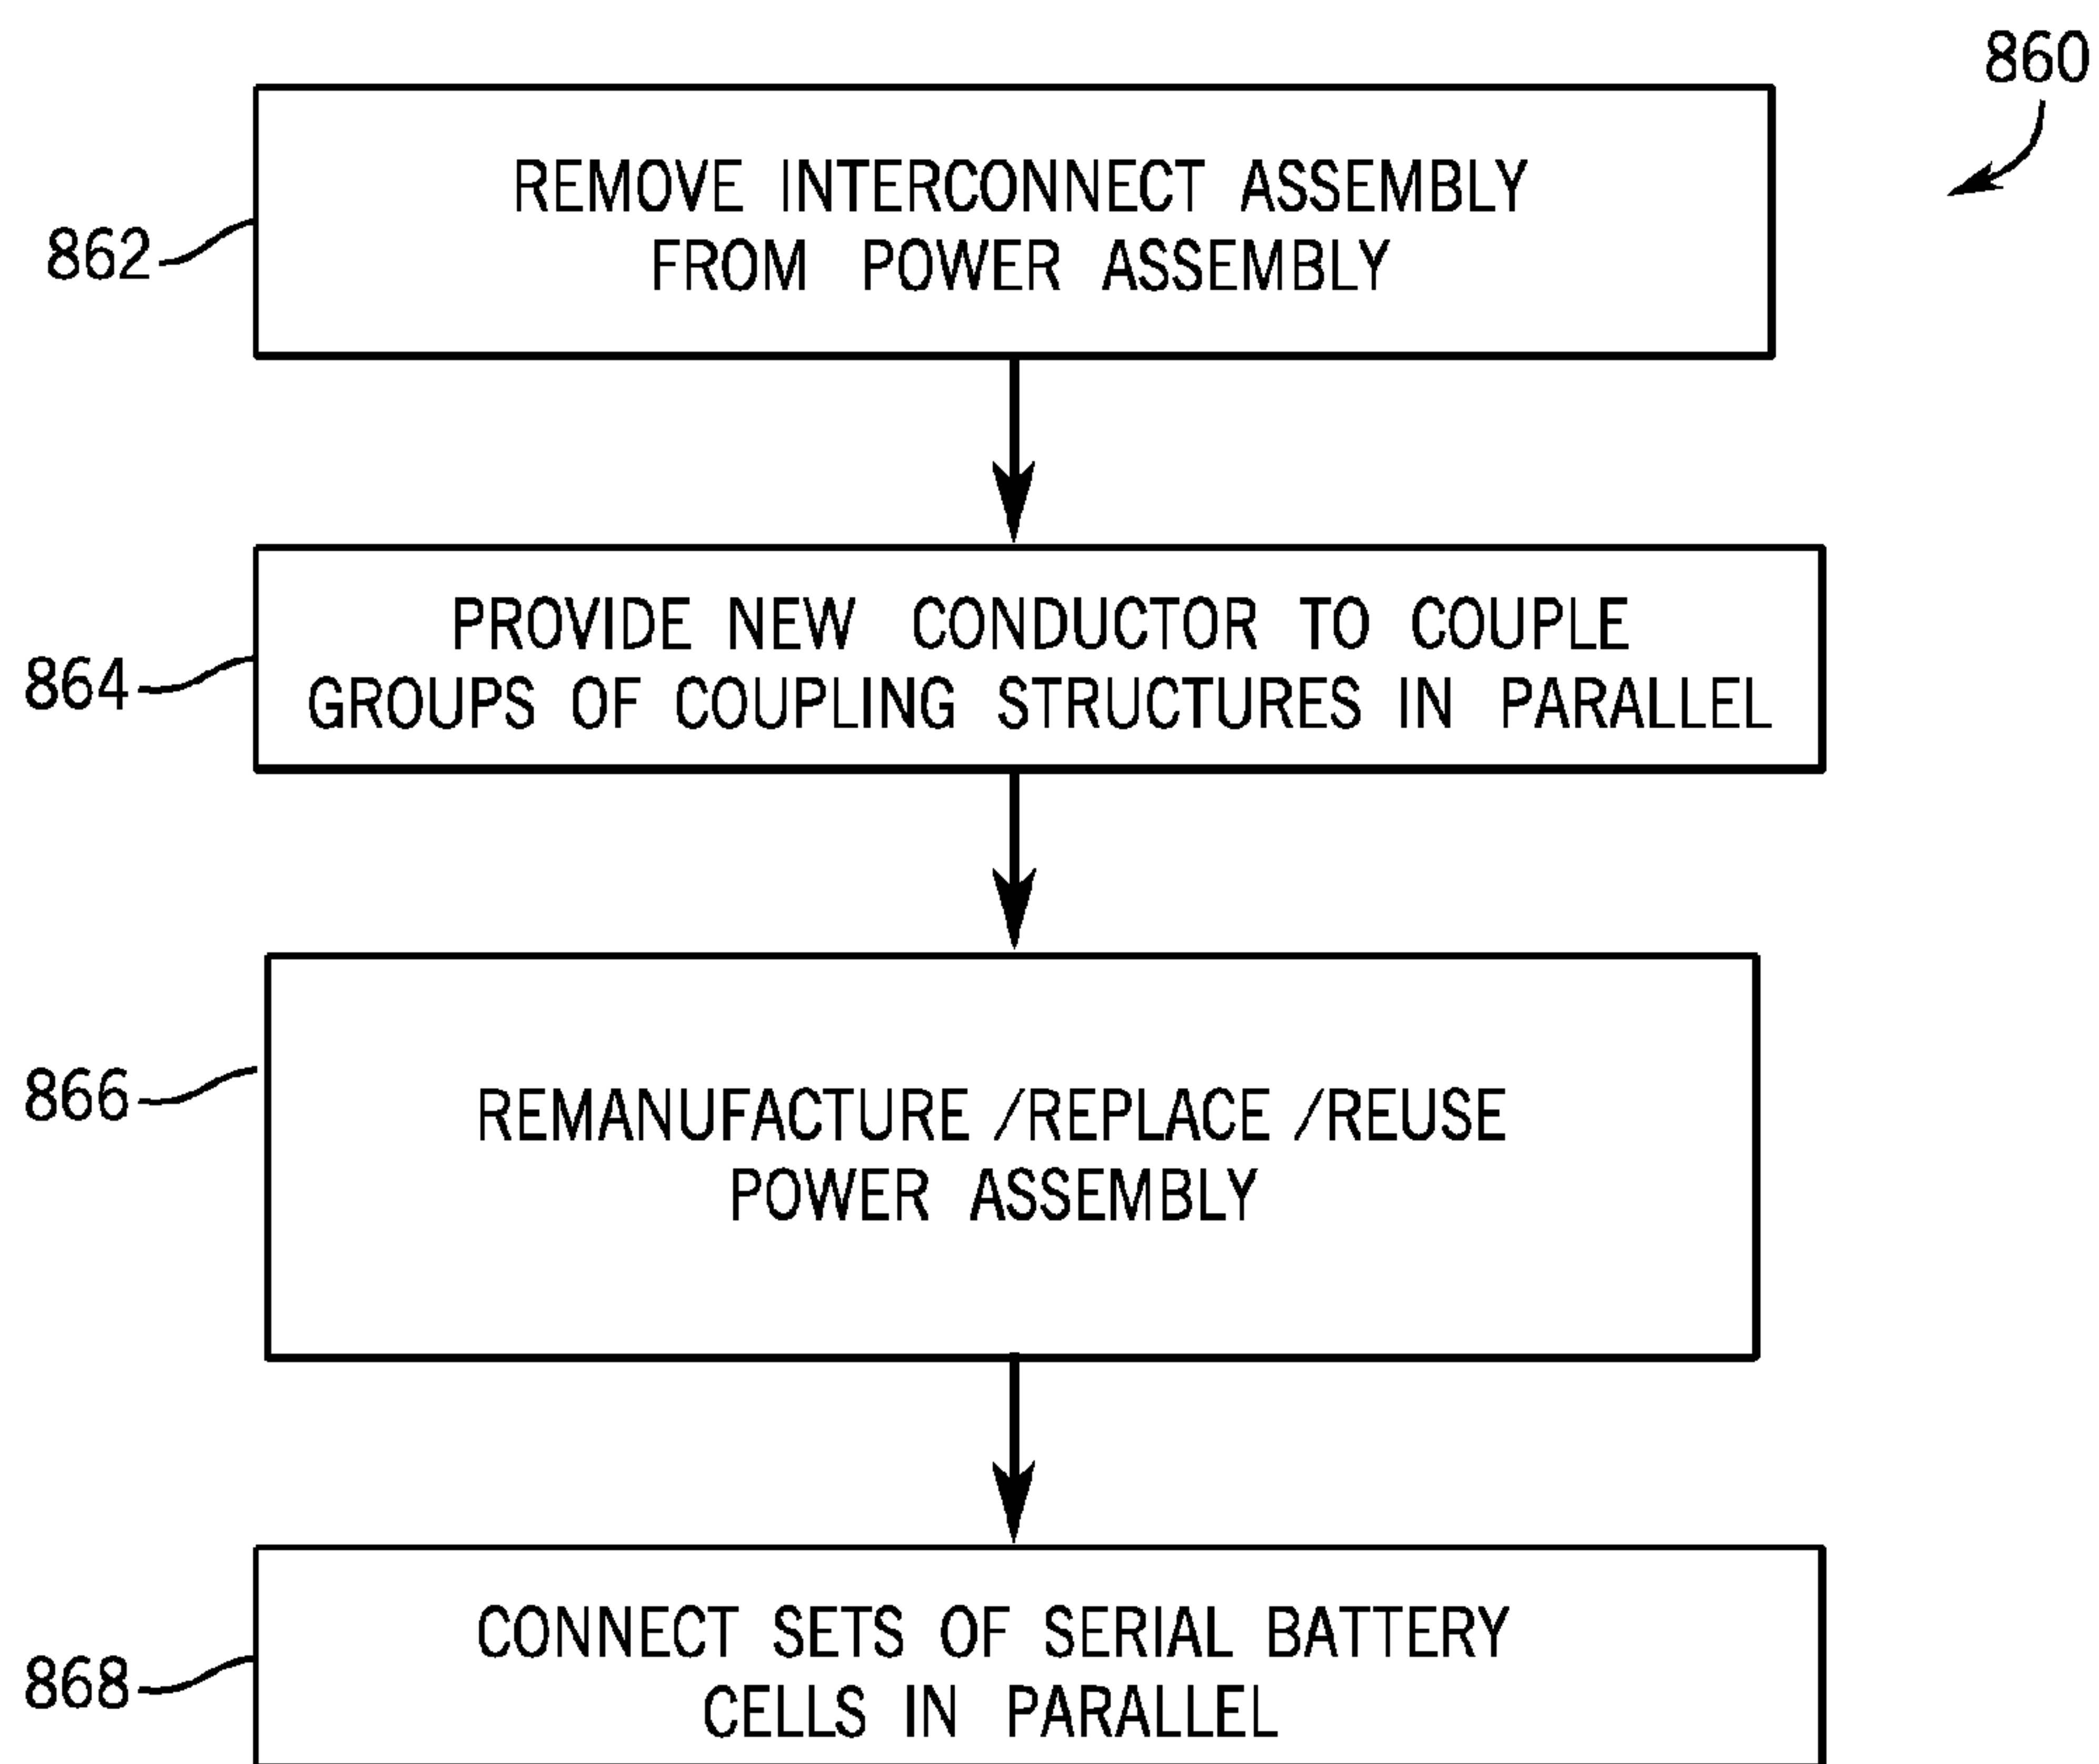 860
862
REMOVE INTERCONNECT ASSEMBLY
FROM POWER ASSEMBLY
864
PROVIDE NEW CONDUCTOR TO COUPLE
GROUPS OF COUPLING STRUCTURES IN PARALLEL
866
REMANUFACTURE /REPLACE /REUSE
POWER ASSEMBLY
868
CONNECT SETS OF SERIAL BATTERY
CELLS IN PARALLEL